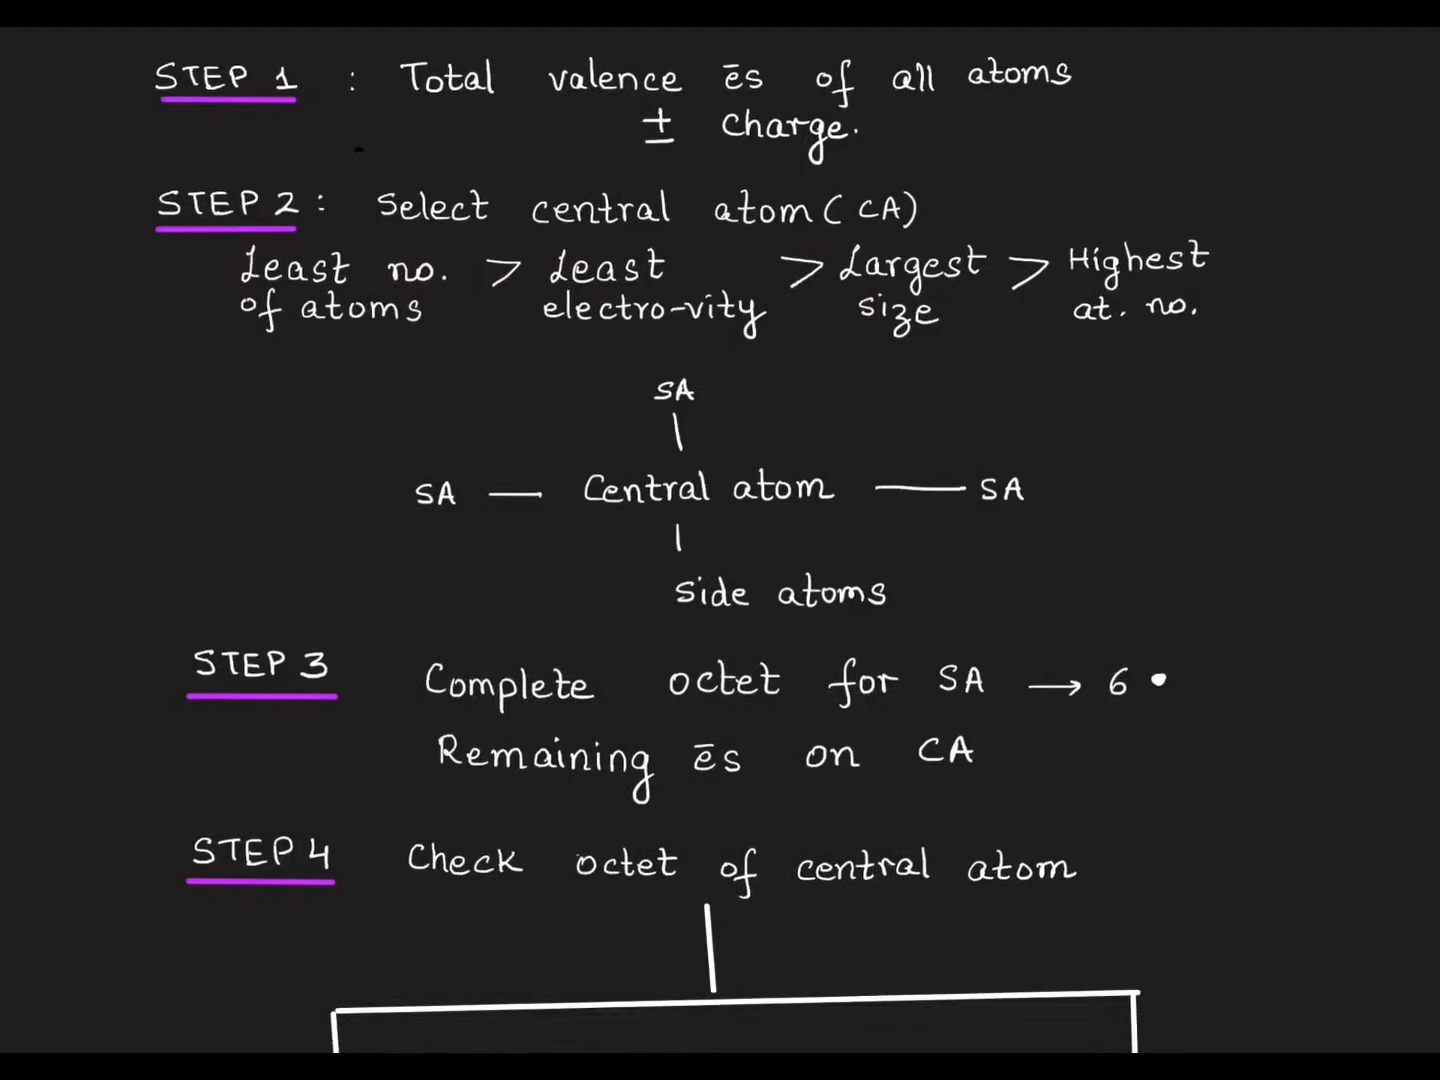 STEP 1 : Total valence ēs of all atoms
± charge.
STEP 2 : Select central atom (CA)
Least no. > Least > Largest > Highest
of atoms electro-vity size at. no.
SA
SA — Central atom — SA
Side atoms
STEP 3 Complete octet for SA → 6 •
Remaining ēs on CA
STEP 4 Check octet of central atom